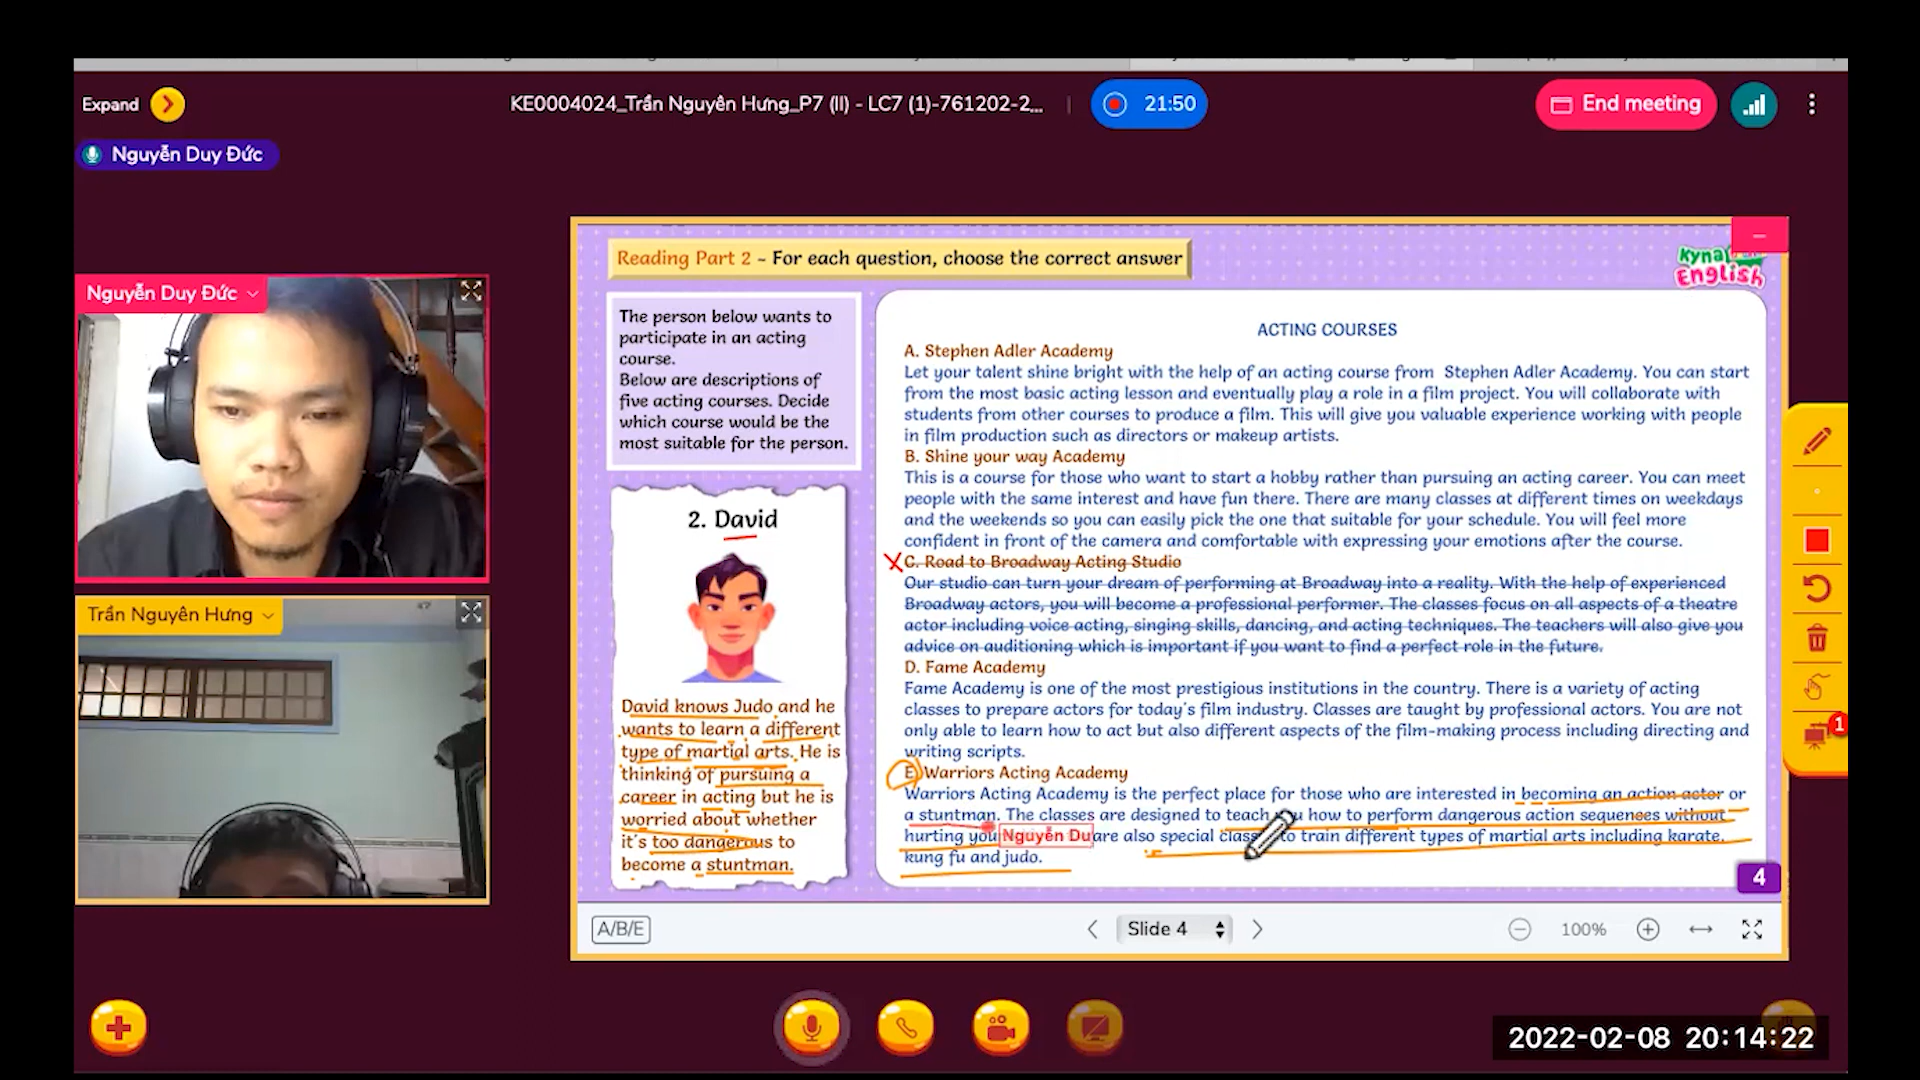 Expand
KE0004024_Trần Nguyên Hưng_P7 (II) - LC7 (1)-761202-2...
21:50
End meeting
Nguyễn Duy Đức
Nguyễn Duy Đức
Trần Nguyên Hưng
Reading Part 2 - For each question, choose the correct answer
Kyna
English
The person below wants to
participate in an acting
course.
Below are descriptions of
five acting courses. Decide
which course would be the
most suitable for the person.
2. David
David knows Judo and he
wants to learn a different
type of martial arts. He is
thinking of pursuing a
career in acting but he is
worried about whether
it's too dangerous to
become a stuntman.
ACTING COURSES
A. Stephen Adler Academy
Let your talent shine bright with the help of an acting course from Stephen Adler Academy. You can start
from the most basic acting lesson and eventually play a role in a film project. You will collaborate with
students from other courses to produce a film. This will give you valuable experience working with people
in film production such as directors or makeup artists.
B. Shine your way Academy
This is a course for those who want to start a hobby rather than pursuing an acting career. You can meet
people with the same interest and have fun there. There are many classes at different times on weekdays
and the weekends so you can easily pick the one that suitable for your schedule. You will feel more
confident in front of the camera and comfortable with expressing your emotions after the course.
X C. Road to Broadway Acting Studio
Our studio can turn your dream of performing at Broadway into a reality. With the help of experienced
Broadway actors, you will become a professional performer. The classes focus on all aspects of a theatre
actor including voice acting, singing skills, dancing, and acting techniques. The teachers will also give you
advice on auditioning which is important if you want to find a perfect role in the future.
D. Fame Academy
Fame Academy is one of the most prestigious institutions in the country. There is a variety of acting
classes to prepare actors for today's film industry. Classes are taught by professional actors. You are not
only able to learn how to act but also different aspects of the film-making process including directing and
writing scripts.
E. Warriors Acting Academy
Warriors Acting Academy is the perfect place for those who are interested in becoming an action actor or
a stuntman. The classes are designed to teach you how to perform dangerous action sequences without
hurting you Nguyễn Du are also special to train different types of martial arts including karate,
kung fu and judo.
4
1
A/B/E
Slide 4
100%
2022-02-08 20:14:22